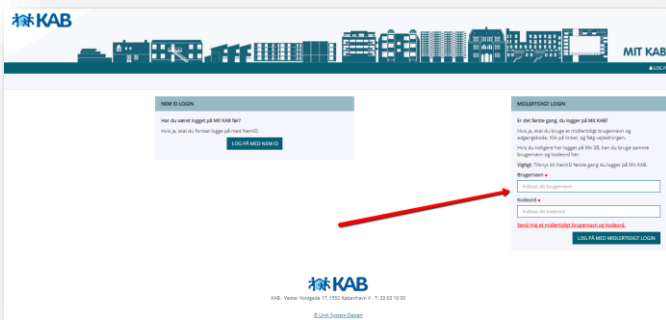 KAB
MIT KAB
LOG PÅ
NEM ID LOGIN
Har du været logget på Mit KAB før?
Hvis ja, skal du fortsat logge på med NemID.
LOG PÅ MED NEM ID
MIDLERTIDIGT LOGIN
Er det første gang, du logger på Mit KAB?
Hvis ja, skal du bruge et midlertidigt brugernavn og
adgangskode. Klik på linket, og følg vejledningen.
Hvis du tidligere har logget på Mit 3B, kan du bruge samme
brugernavn og kodeord her.
Vigtigt: Tilknyt dit NemID første gang du logger på Mit KAB.
Brugernavn
Indtast dit brugernavn
Kodeord
Indtast dit kodeord
Send mig et midlertidigt brugernavn og kodeord.
LOG PÅ MED MIDLERTIDIGT LOGIN
KAB
KAB - Vester Voldgade 17, 1552 København V - T: 33 63 10 00
© Unik System Design